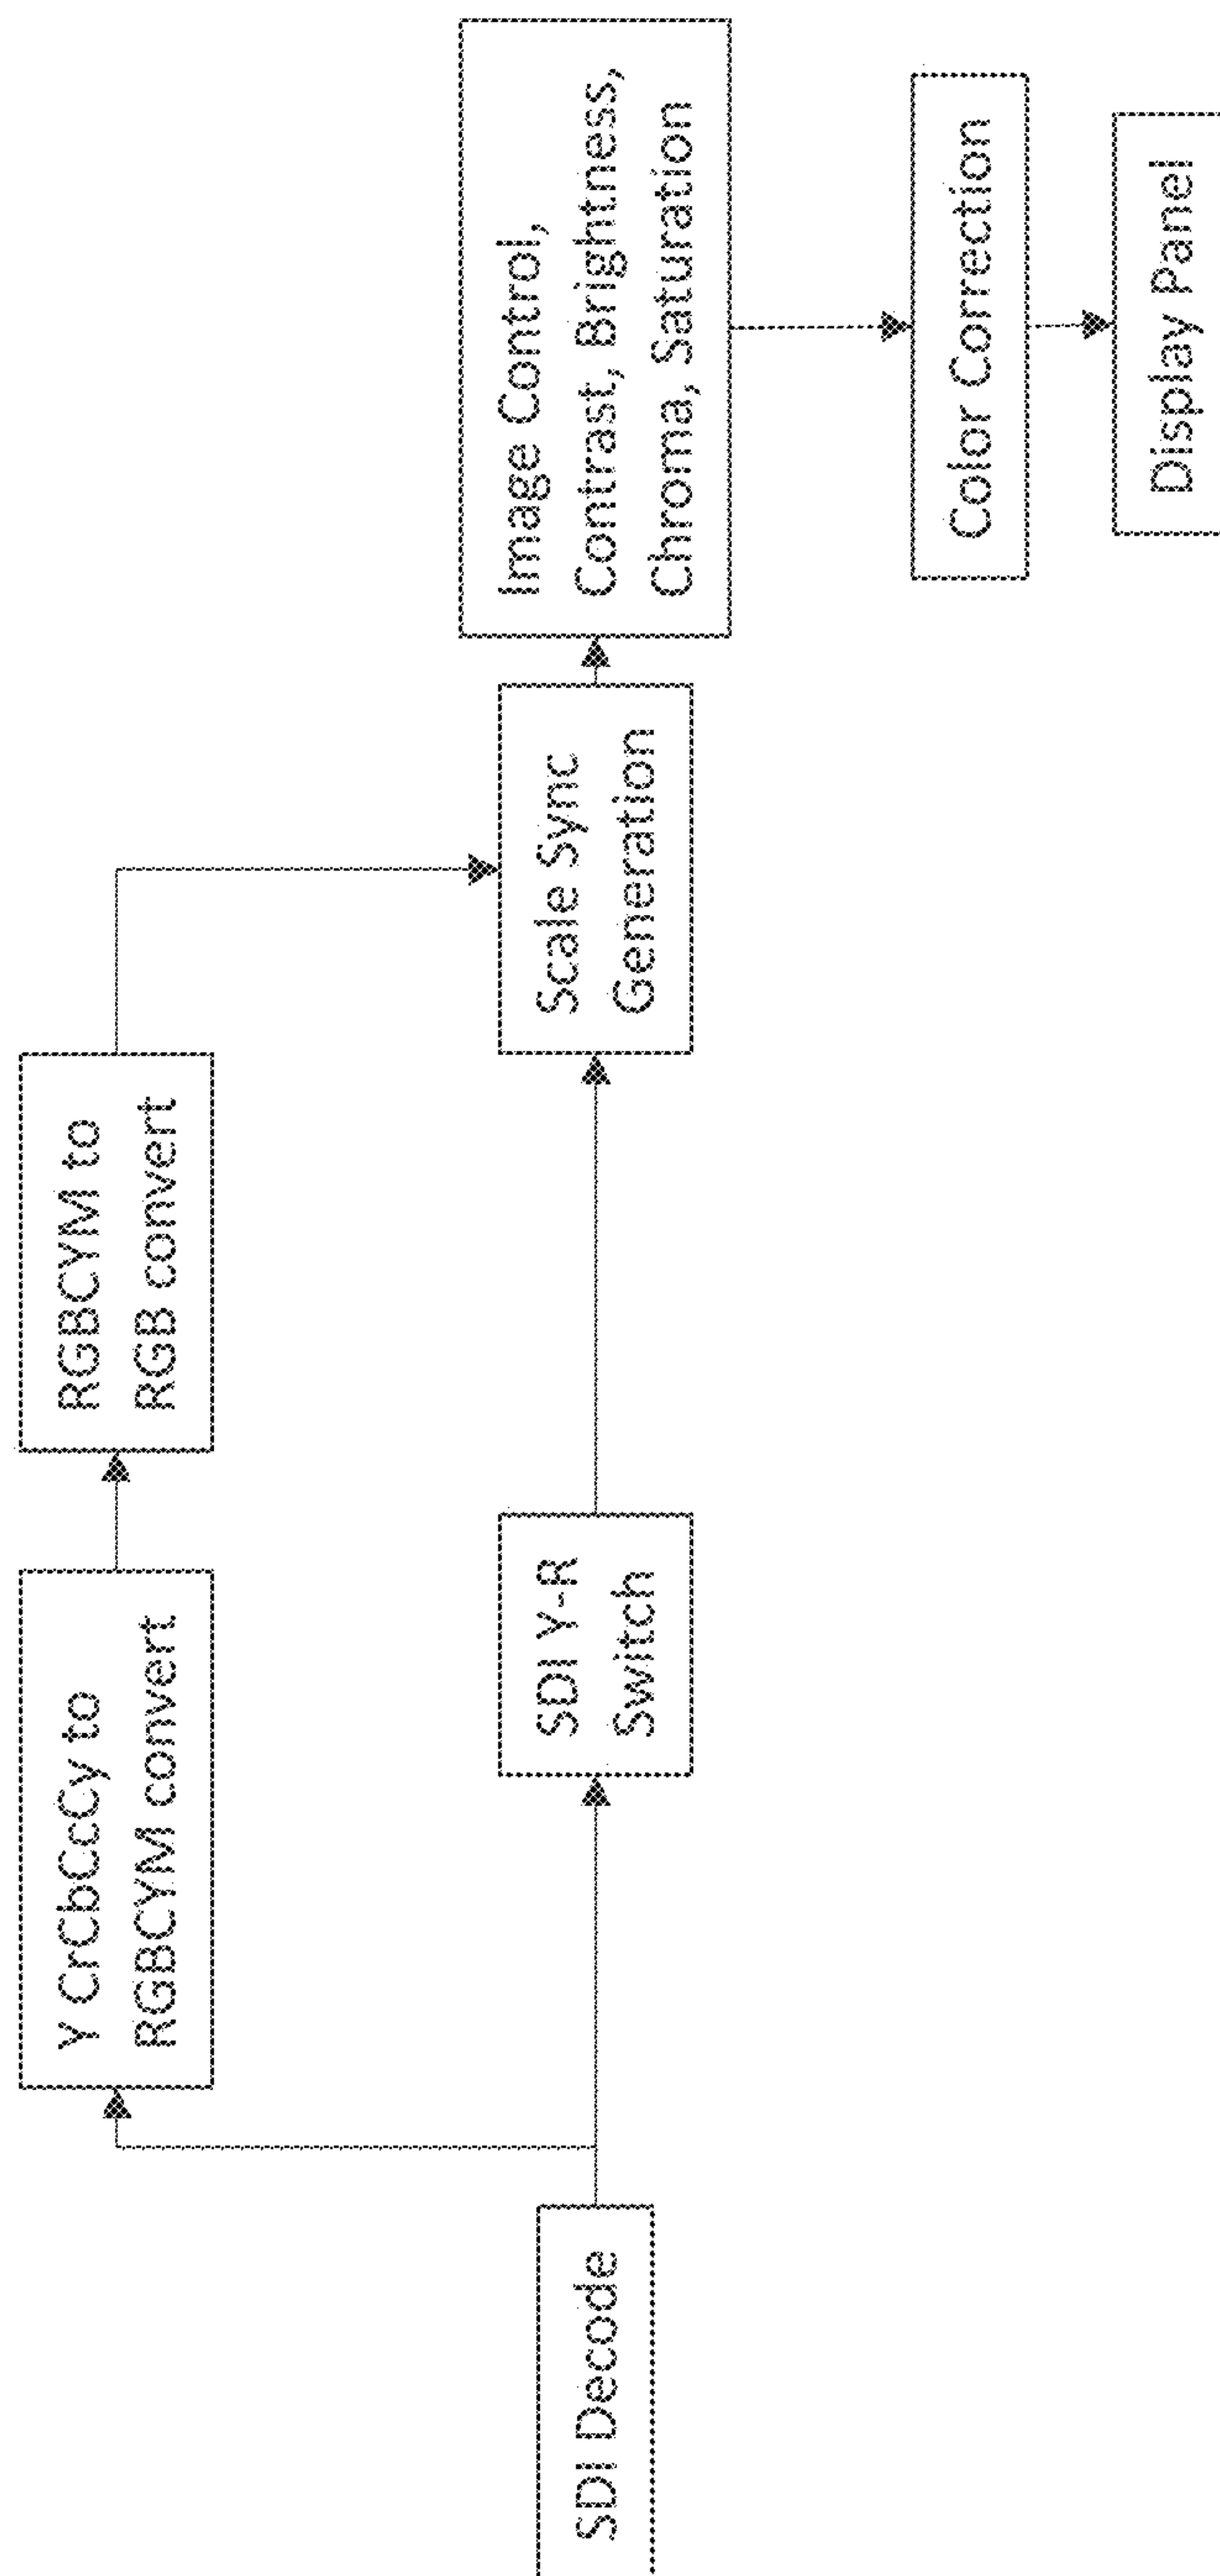 SDI Decode
Y CrCbCcCy to
RGBCYM convert
RGBCYM to
RGB convert
SDI Y-R
Switch
Scale Sync
Generation
Image Control,
Contrast, Brightness,
Chroma, Saturation
Color Correction
Display Panel